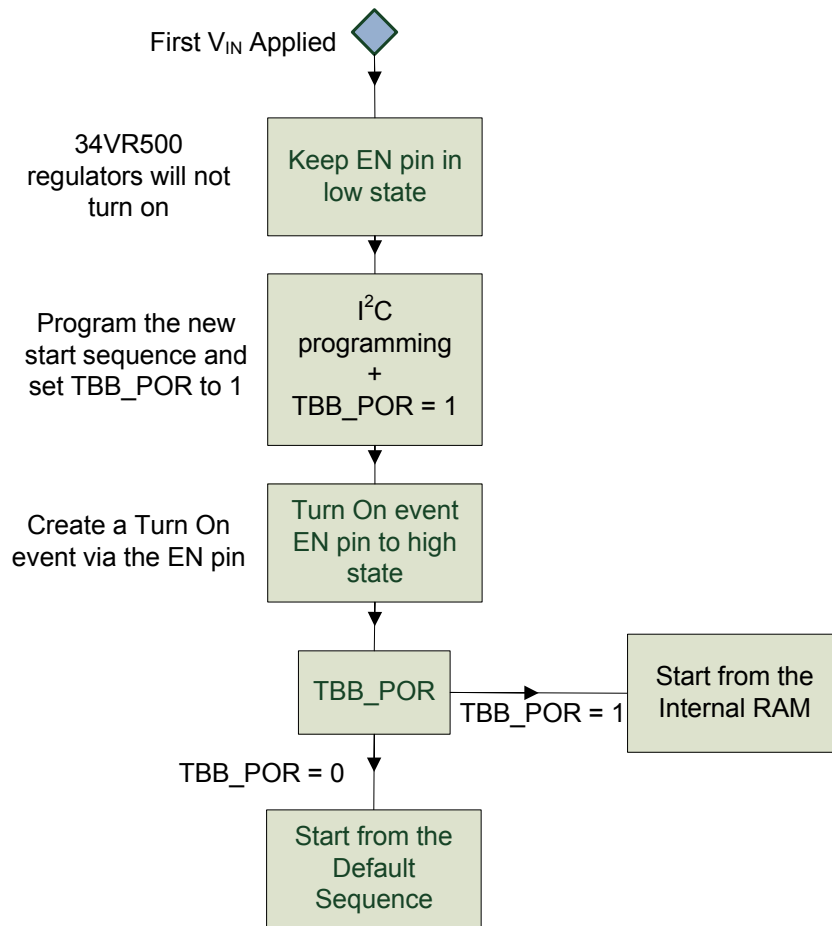 First V_IN Applied
34VR500
regulators will not
turn on
Keep EN pin in
low state
Program the new
start sequence and
set TBB_POR to 1
I²C
programming
+
TBB_POR = 1
Create a Turn On
event via the EN pin
Turn On event
EN pin to high
state
TBB_POR
TBB_POR = 1
Start from the
Internal RAM
TBB_POR = 0
Start from the
Default
Sequence